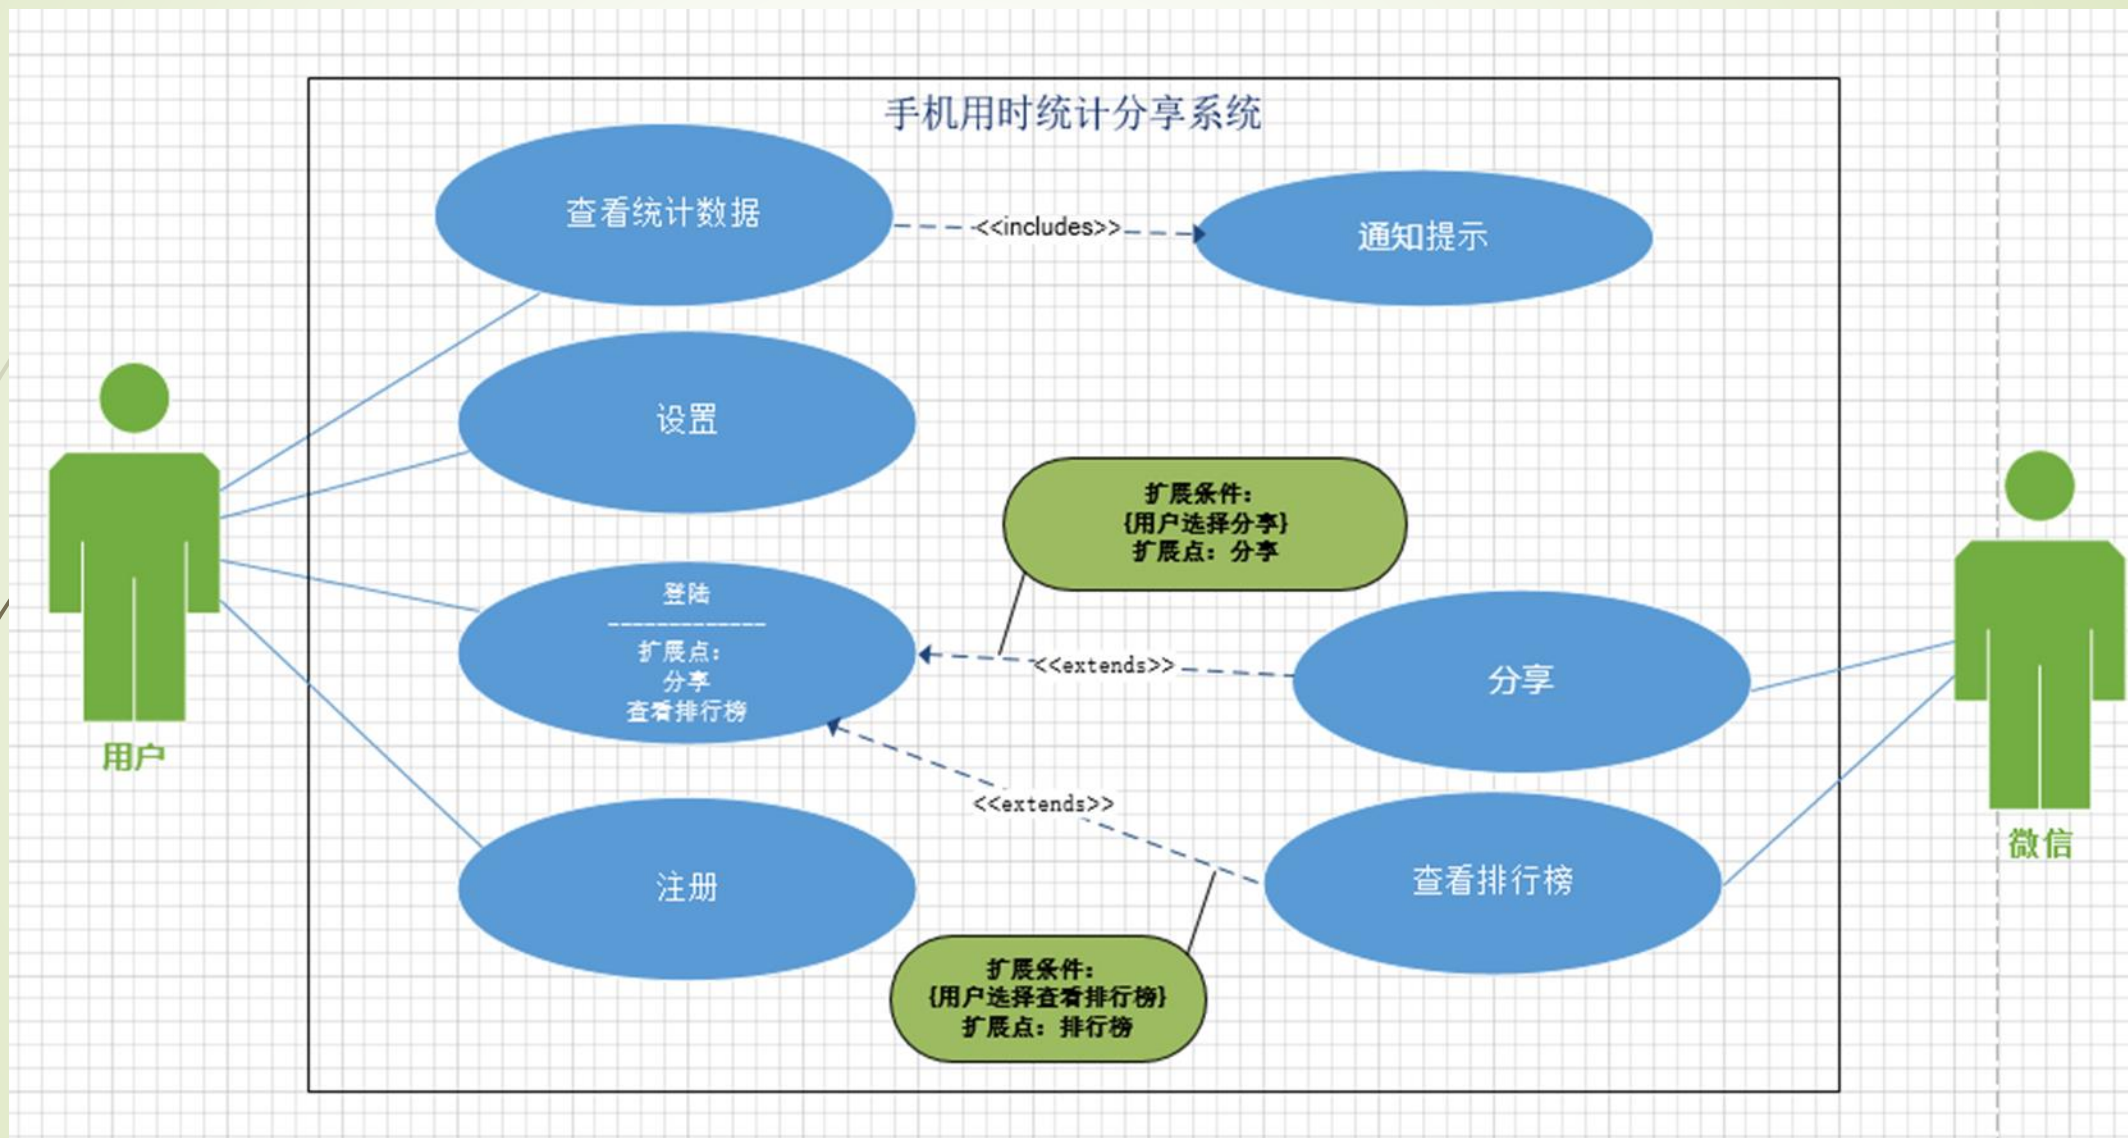 手机用时统计分享系统
查看统计数据
<<includes>>
通知提示
设置
扩展条件：
{用户选择分享}
扩展点：分享
登陆
-------------
扩展点：
分享
查看排行榜
<<extends>>
分享
用户
<<extends>>
微信
注册
查看排行榜
扩展条件：
{用户选择查看排行榜}
扩展点：排行榜